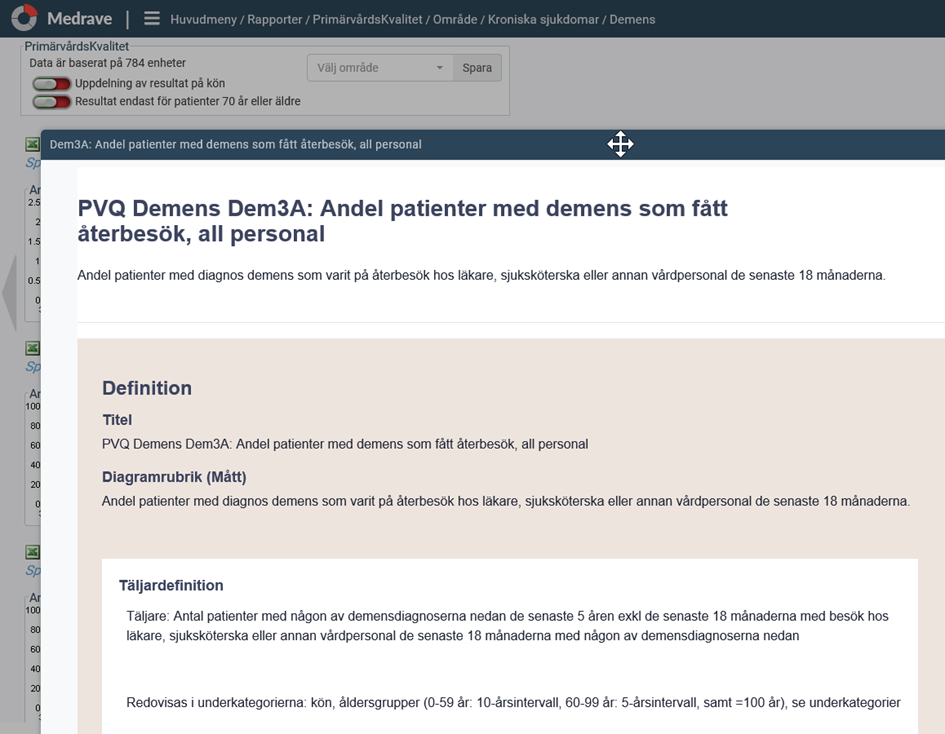 Medrave | Huvudmeny / Rapporter / PrimärvårdsKvalitet / Område / Kroniska sjukdomar / Demens
PrimärvårdsKvalitet
Data är baserat på 784 enheter
Välj område
Spara
Uppdelning av resultat på kön
Resultat endast för patienter 70 år eller äldre
Dem3A: Andel patienter med demens som fått återbesök, all personal
Sp
An
2.5
2
1.5
1
0.5
0
PVQ Demens Dem3A: Andel patienter med demens som fått
återbesök, all personal
Andel patienter med diagnos demens som varit på återbesök hos läkare, sjuksköterska eller annan vårdpersonal de senaste 18 månaderna.
Sp
An
100
80
60
40
20
0
Definition
Titel
PVQ Demens Dem3A: Andel patienter med demens som fått återbesök, all personal
Diagramrubrik (Mått)
Andel patienter med diagnos demens som varit på återbesök hos läkare, sjuksköterska eller annan vårdpersonal de senaste 18 månaderna.
Sp
An
100
80
60
40
20
0
Täljardefinition
Täljare: Antal patienter med någon av demensdiagnoserna nedan de senaste 5 åren exkl de senaste 18 månaderna med besök hos
läkare, sjuksköterska eller annan vårdpersonal de senaste 18 månaderna med någon av demensdiagnoserna nedan
Redovisas i underkategorierna: kön, åldersgrupper (0-59 år: 10-årsintervall, 60-99 år: 5-årsintervall, samt =100 år), se underkategorier